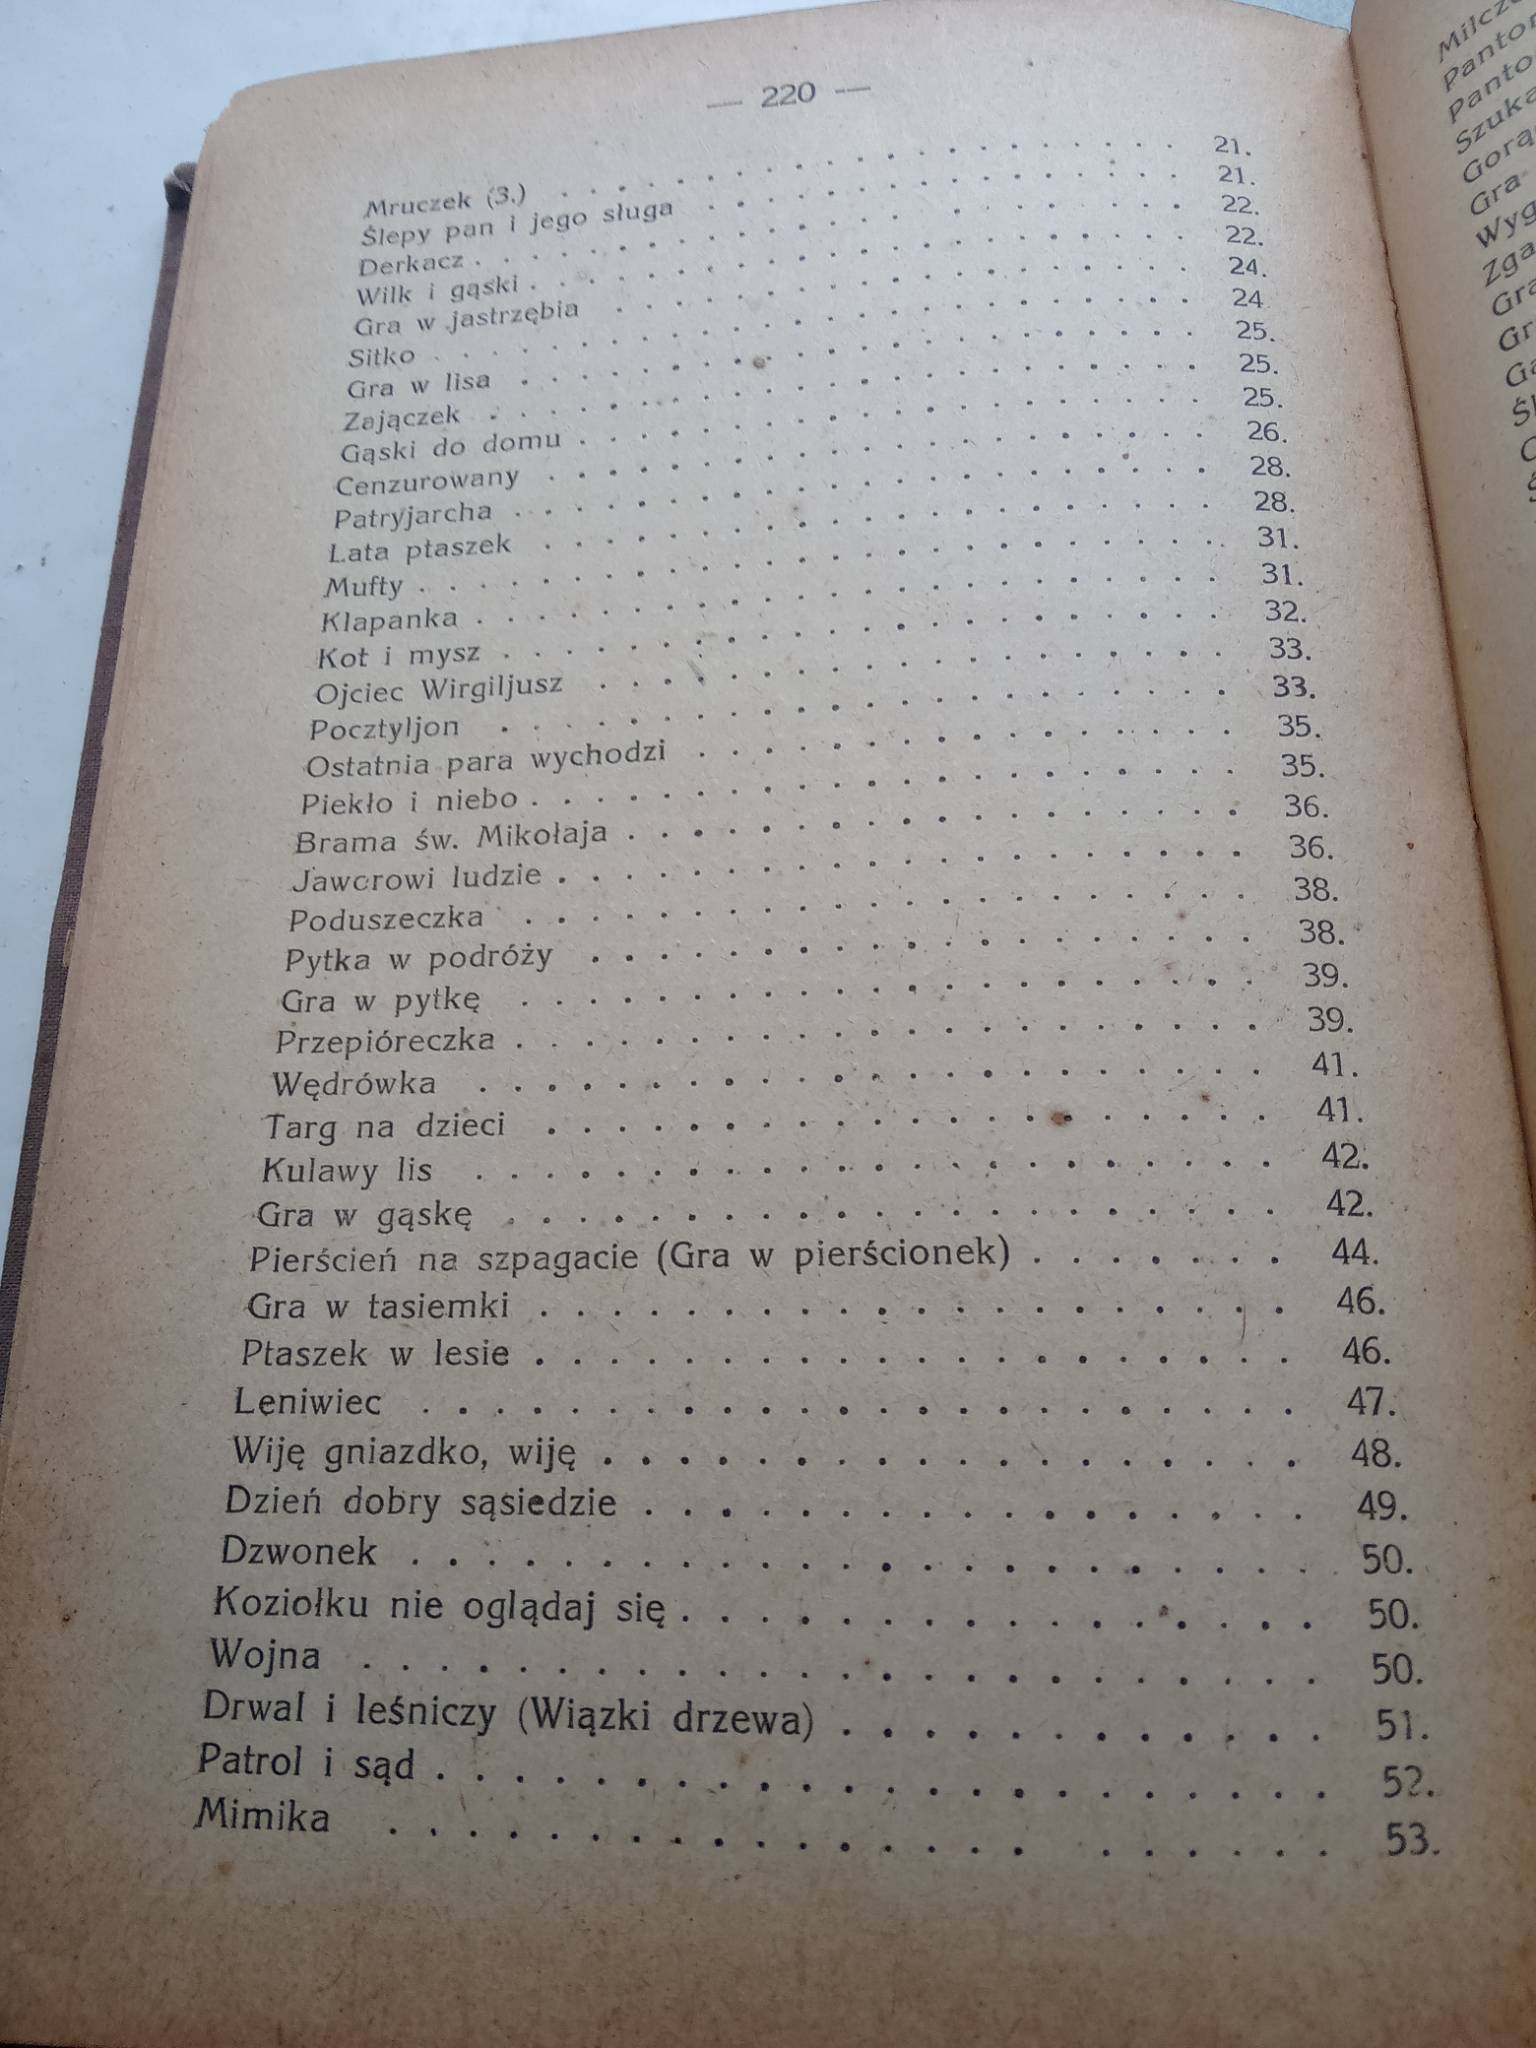 — 220 —
Mruczek (3.) . . . . . . . . . . . . . . . . . . . . 21.
Ślepy pan i jego sługa . . . . . . . . . . . . . . . . 21.
Derkacz . . . . . . . . . . . . . . . . . . . . 22.
Wilk i gąski . . . . . . . . . . . . . . . . . . . . 22.
Gra w jastrzębia . . . . . . . . . . . . . . . . . . 24.
Sitko . . . . . . . . . . . . . . . . . . . . 24
Gra w lisa . . . . . . . . . . . . . . . . . . . . 25.
Zajączek . . . . . . . . . . . . . . . . . . . . 25.
Gąski do domu . . . . . . . . . . . . . . . . . . . 25.
Cenzurowany . . . . . . . . . . . . . . . . . . . . 26.
Patryjarcha . . . . . . . . . . . . . . . . . . . . 28.
Lata ptaszek . . . . . . . . . . . . . . . . . . . . 28.
Mufty . . . . . . . . . . . . . . . . . . . . 31.
Klapanka . . . . . . . . . . . . . . . . . . . . 31.
Kot i mysz . . . . . . . . . . . . . . . . . . . . 32.
Ojciec Wirgiljusz . . . . . . . . . . . . . . . . . . 33.
Pocztyljon . . . . . . . . . . . . . . . . . . . . 33.
Ostatnia para wychodzi . . . . . . . . . . . . . . . 35.
Piekło i niebo . . . . . . . . . . . . . . . . . . . . 35.
Brama św. Mikołaja . . . . . . . . . . . . . . . . . 36.
Jaworowi ludzie . . . . . . . . . . . . . . . . . . . 36.
Poduszeczka . . . . . . . . . . . . . . . . . . . . 38.
Pytka w podróży . . . . . . . . . . . . . . . . . . . 38.
Gra w pytkę . . . . . . . . . . . . . . . . . . . . 39.
Przepióreczka . . . . . . . . . . . . . . . . . . . . 39.
Wędrówka . . . . . . . . . . . . . . . . . . . . 41.
Targ na dzieci . . . . . . . . . . . . . . . . . . . . 41.
Kulawy lis . . . . . . . . . . . . . . . . . . . . 42.
Gra w gąskę . . . . . . . . . . . . . . . . . . . . 42.
Pierścień na szpagacie (Gra w pierścionek) . . . . . . . 44.
Gra w tasiemki . . . . . . . . . . . . . . . . . . . . 46.
Ptaszek w lesie . . . . . . . . . . . . . . . . . . . . 46.
Leniwiec . . . . . . . . . . . . . . . . . . . . 47.
Wiję gniazdko, wiję . . . . . . . . . . . . . . . . . . 48.
Dzień dobry sąsiedzie . . . . . . . . . . . . . . . . . 49.
Dzwonek . . . . . . . . . . . . . . . . . . . . 50.
Koziołku nie oglądaj się . . . . . . . . . . . . . . . . 50.
Wojna . . . . . . . . . . . . . . . . . . . . 50.
Drwal i leśniczy (Wiązki drzewa) . . . . . . . . . . . . . 51.
Patrol i sąd . . . . . . . . . . . . . . . . . . . . 52.
Mimika . . . . . . . . . . . . . . . . . . . . 53.